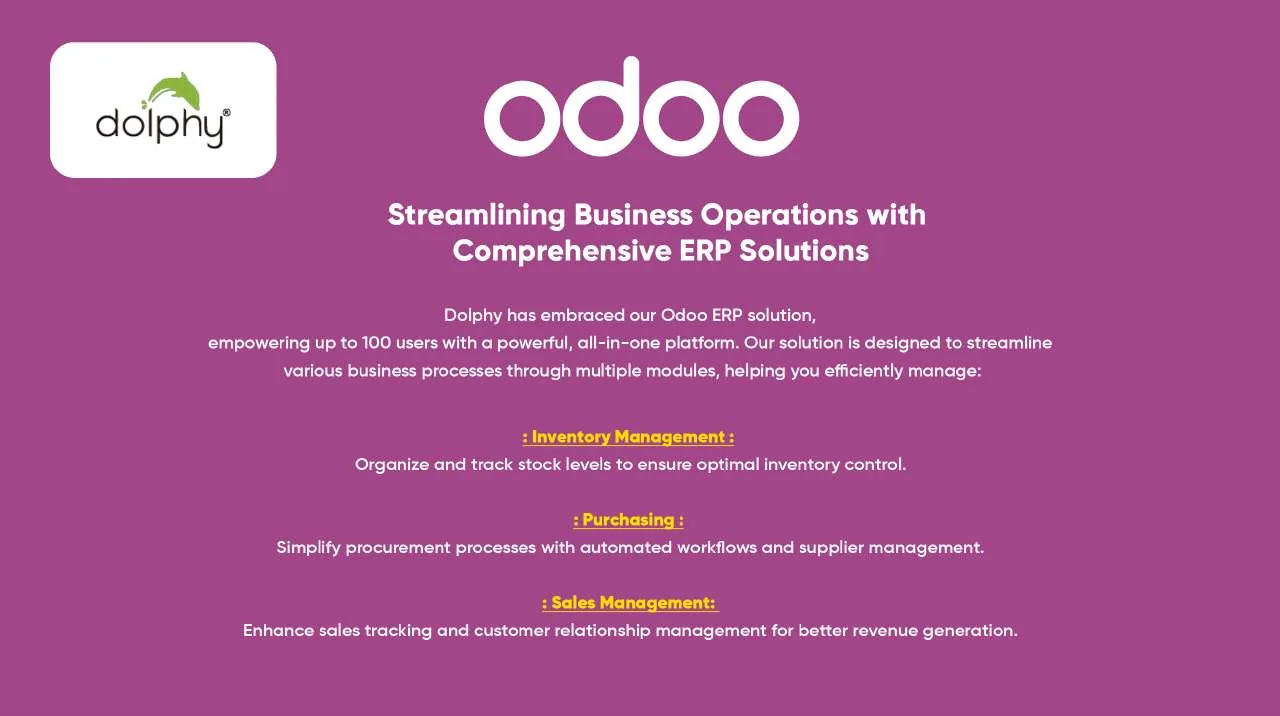 dolphy®
odoo
Streamlining Business Operations with
Comprehensive ERP Solutions
Dolphy has embraced our Odoo ERP solution,
empowering up to 100 users with a powerful, all-in-one platform. Our solution is designed to streamline
various business processes through multiple modules, helping you efficiently manage:
: Inventory Management :
Organize and track stock levels to ensure optimal inventory control.
: Purchasing :
Simplify procurement processes with automated workflows and supplier management.
: Sales Management:
Enhance sales tracking and customer relationship management for better revenue generation.